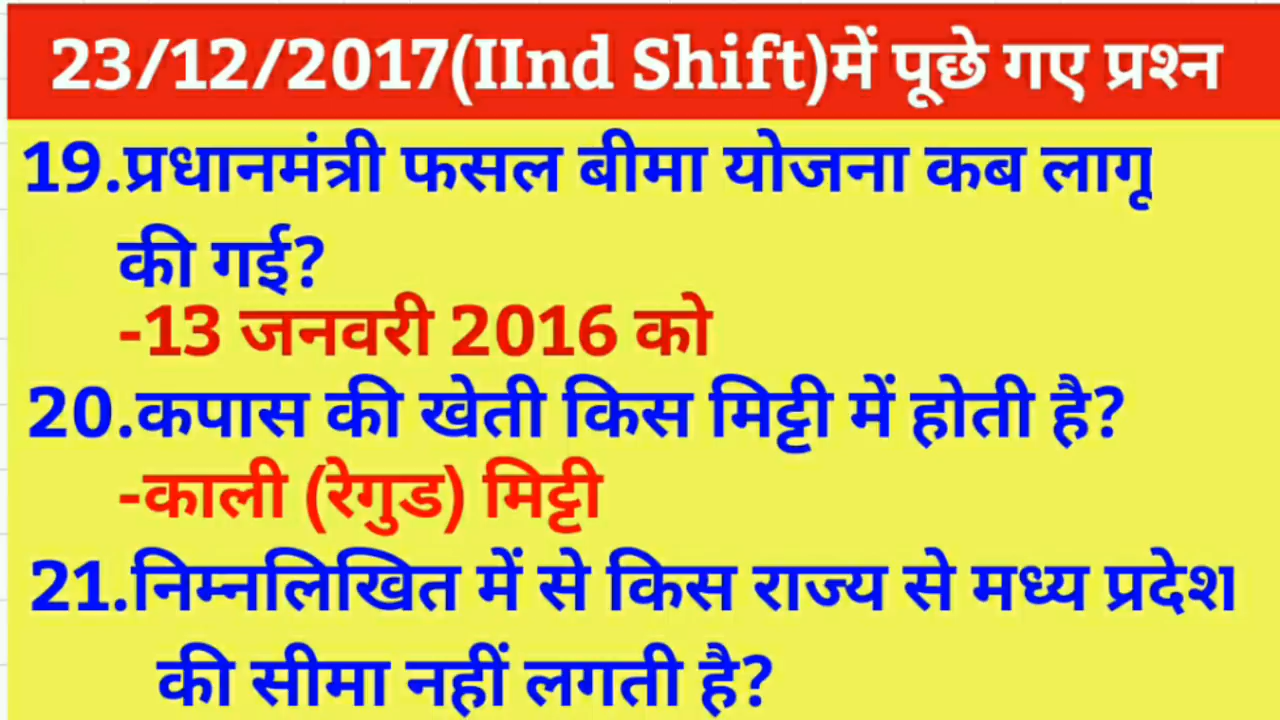 23/12/2017(IInd Shift)में पूछे गए प्रश्न
19.प्रधानमंत्री फसल बीमा योजना कब लागू
की गई?
-13 जनवरी 2016 को
20.कपास की खेती किस मिट्टी में होती है?
-काली (रेगुड) मिट्टी
21.निम्नलिखित में से किस राज्य से मध्य प्रदेश
की सीमा नहीं लगती है?